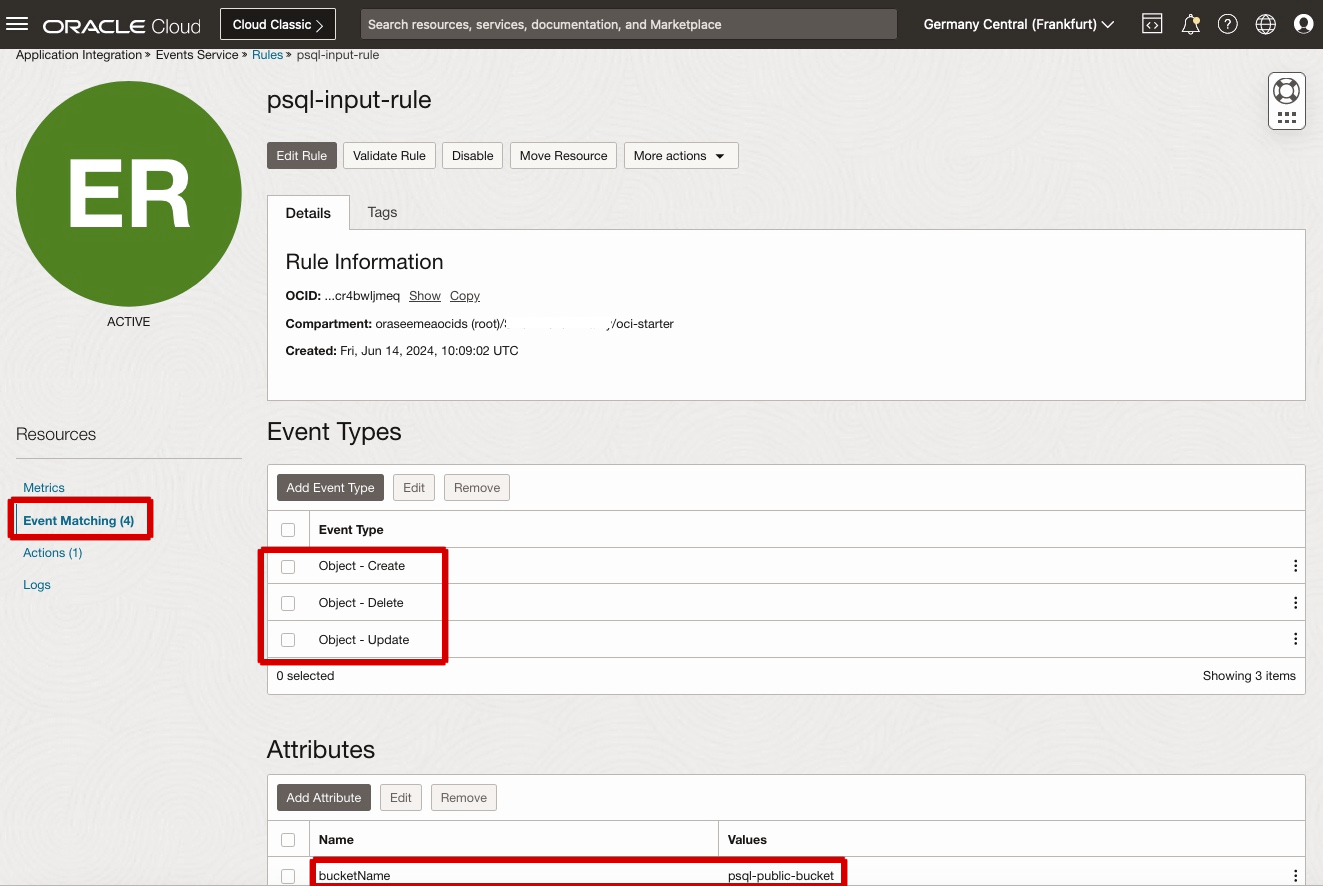 ORACLE Cloud
Cloud Classic
Search resources, services, documentation, and Marketplace
Germany Central (Frankfurt)
Application Integration » Events Service » Rules » psql-input-rule
ER
ACTIVE
psql-input-rule
Edit Rule
Validate Rule
Disable
Move Resource
More actions
Details
Tags
Rule Information
OCID: ...cr4bwljmeq Show Copy
Compartment: oraseemeaocids (root)/ /oci-starter
Created: Fri, Jun 14, 2024, 10:09:02 UTC
Resources
Metrics
Event Matching (4)
Actions (1)
Logs
Event Types
Add Event Type
Edit
Remove
Event Type
Object - Create
Object - Delete
Object - Update
0 selected
Showing 3 items
Attributes
Add Attribute
Edit
Remove
Name Values
bucketName psql-public-bucket